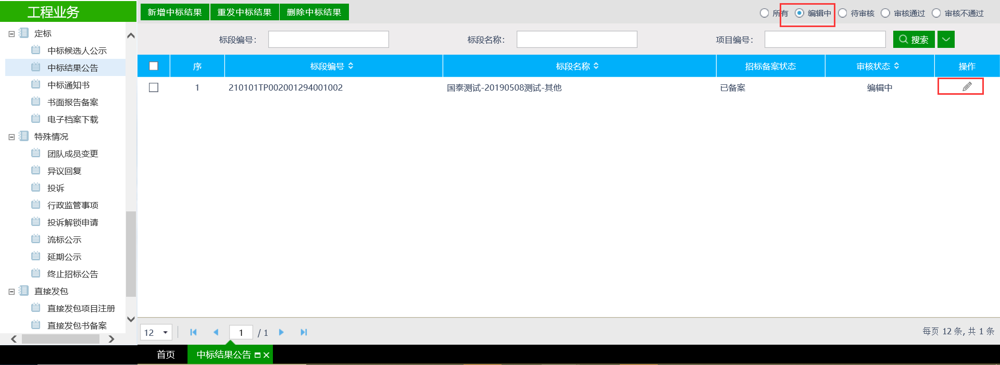 工程业务
定标
中标候选人公示
中标结果公告
中标通知书
书面报告备案
电子档案下载
特殊情况
团队成员变更
异议回复
投诉
行政监管事项
投诉解锁申请
流标公示
延期公示
终止招标公告
直接发包
直接发包项目注册
直接发包书备案
新增中标结果 重发中标结果 删除中标结果
所有 编辑中 待审核 审核通过 审核不通过
标段编号： 标段名称： 项目编号： 搜索
序 标段编号 标段名称 招标备案状态 审核状态 操作
1 210101TP002001294001002 国泰测试-20190508测试-其他 已备案 编辑中
12 1 / 1 每页 12 条, 共 1 条
首页 中标结果公告